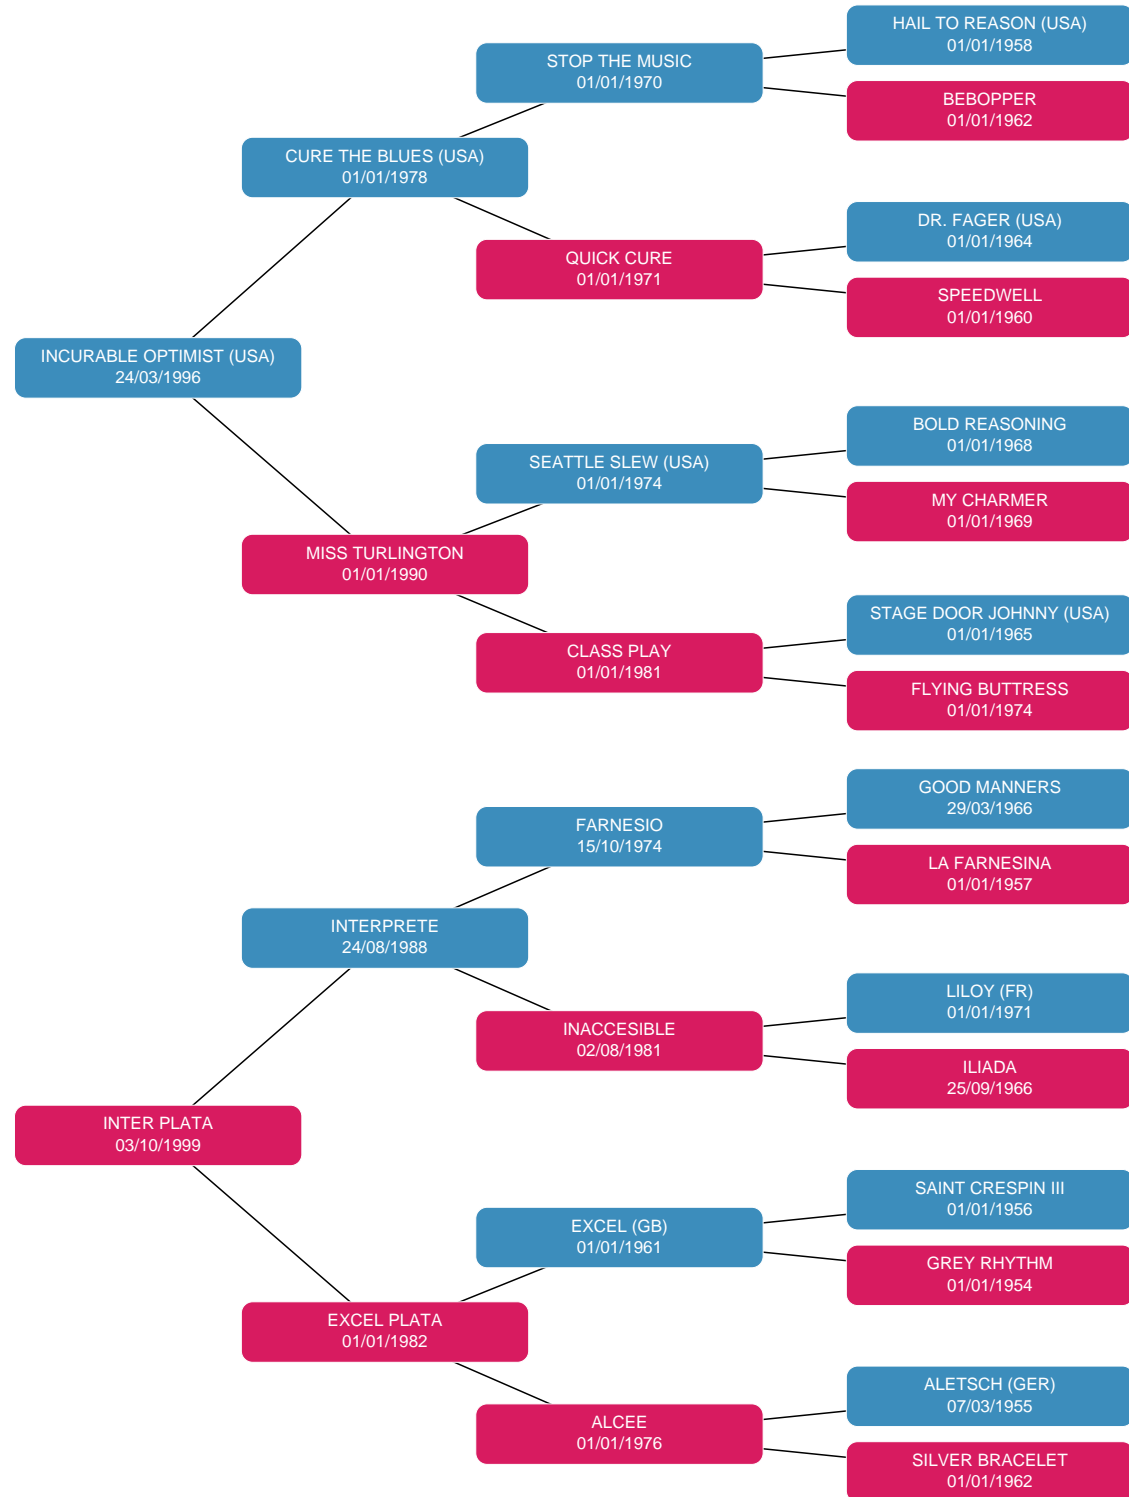 HAIL TO REASON (USA)
01/01/1958
STOP THE MUSIC
01/01/1970
BEBOPPER
01/01/1962
CURE THE BLUES (USA)
01/01/1978
DR. FAGER (USA)
01/01/1964
QUICK CURE
01/01/1971
SPEEDWELL
01/01/1960
INCURABLE OPTIMIST (USA)
24/03/1996
BOLD REASONING
01/01/1968
SEATTLE SLEW (USA)
01/01/1974
MY CHARMER
01/01/1969
MISS TURLINGTON
01/01/1990
STAGE DOOR JOHNNY (USA)
01/01/1965
CLASS PLAY
01/01/1981
FLYING BUTTRESS
01/01/1974
GOOD MANNERS
29/03/1966
FARNESIO
15/10/1974
LA FARNESINA
01/01/1957
INTERPRETE
24/08/1988
LILOY (FR)
01/01/1971
INACCESIBLE
02/08/1981
ILIADA
25/09/1966
INTER PLATA
03/10/1999
SAINT CRESPIN III
01/01/1956
EXCEL (GB)
01/01/1961
GREY RHYTHM
01/01/1954
EXCEL PLATA
01/01/1982
ALETSCH (GER)
07/03/1955
ALCEE
01/01/1976
SILVER BRACELET
01/01/1962